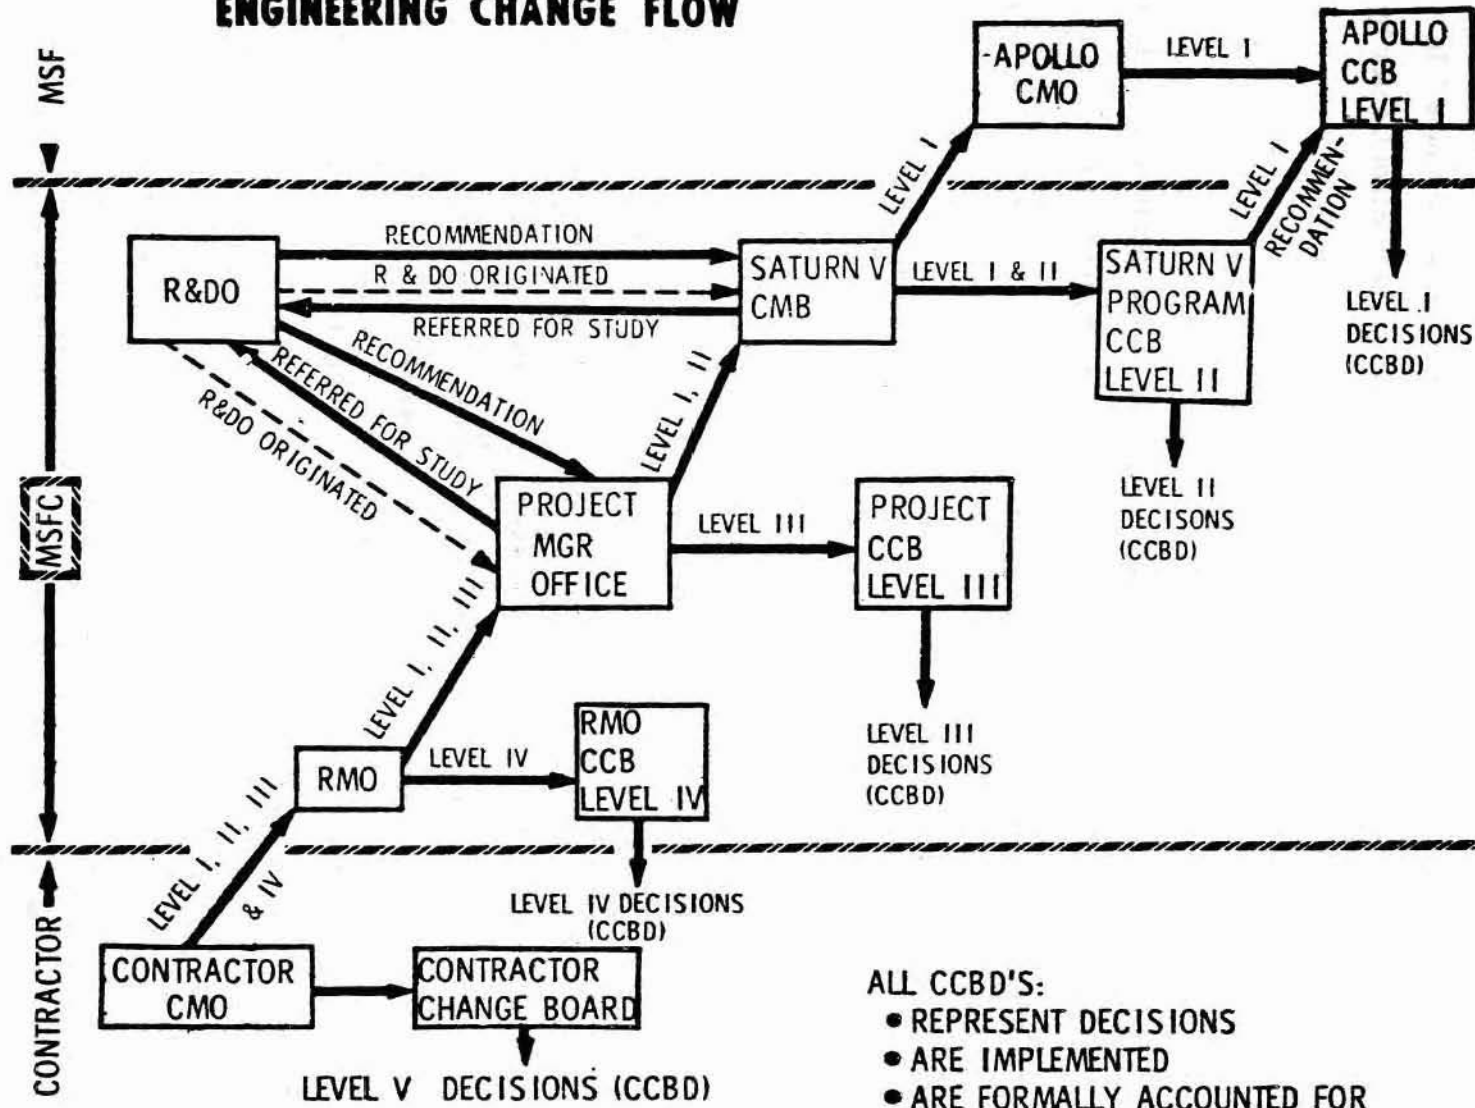 ENGINEERING CHANGE FLOW
MSF
-APOLLO
CMO
LEVEL I
APOLLO
CCB
LEVEL I
LEVEL I
LEVEL I
RECOMMEN-
DATION
LEVEL .I
DECISIONS
(CCBD)
R&DO
RECOMMENDATION
R & DO ORIGINATED
REFERRED FOR STUDY
SATURN V
CMB
LEVEL I & II
SATURN V
PROGRAM
CCB
LEVEL II
LEVEL II
DECISONS
(CCBD)
RECOMMENDATION
REFERRED FOR STUDY
R&DO ORIGINATED
LEVEL I, II
MSFC
PROJECT
MGR
OFFICE
LEVEL III
PROJECT
CCB
LEVEL III
LEVEL III
DECISIONS
(CCBD)
LEVEL I, II, III
RMO
LEVEL IV
RMO
CCB
LEVEL IV
LEVEL IV DECISIONS
(CCBD)
LEVEL I, II, III
& IV
CONTRACTOR
CONTRACTOR
CMO
CONTRACTOR
CHANGE BOARD
LEVEL V DECISIONS (CCBD)
ALL CCBD'S:
• REPRESENT DECISIONS
• ARE IMPLEMENTED
• ARE FORMALLY ACCOUNTED FOR